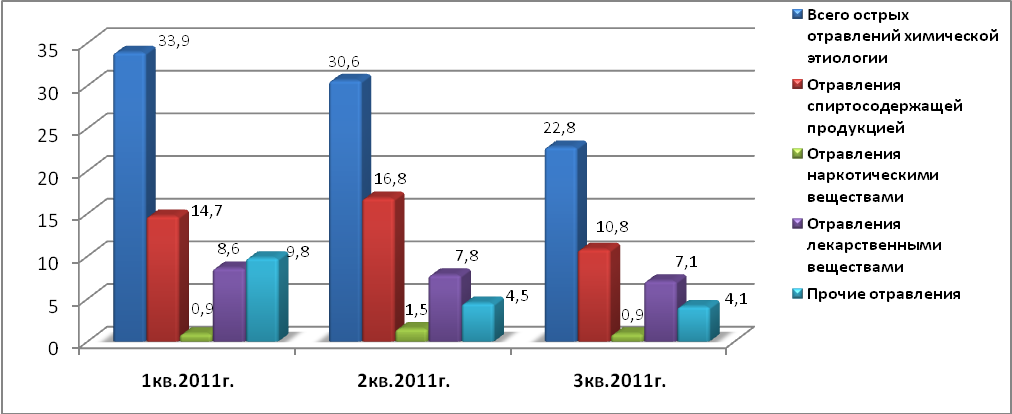 35
30
25
20
15
10
5
0
33,9
14,7
0,9
8,6
9,8
30,6
16,8
1,5
7,8
4,5
22,8
10,8
0,9
7,1
4,1
1кв.2011г.
2кв.2011г.
3кв.2011г.
Всего острых
отравлений химической
этиологии
Отравления
спиртосодержащей
продукцией
Отравления
наркотическими
веществами
Отравления
лекарственными
веществами
Прочие отравления